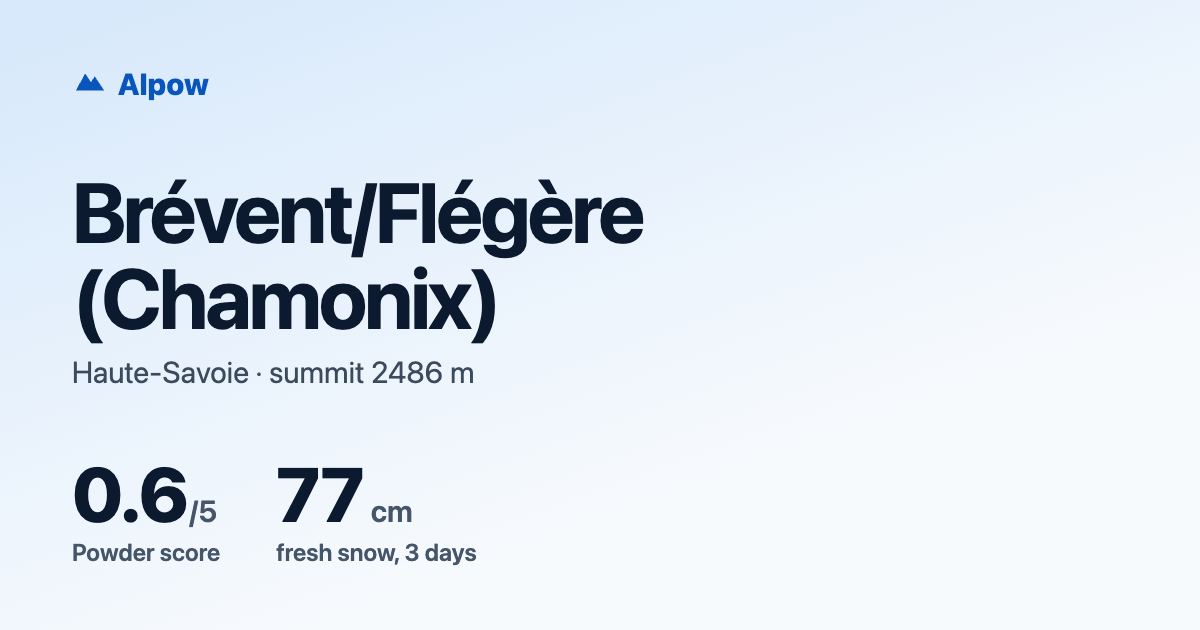 Alpow
Brévent/Flégère
(Chamonix)
Haute-Savoie · summit 2486 m
0.6/5 77 cm
Powder score fresh snow, 3 days